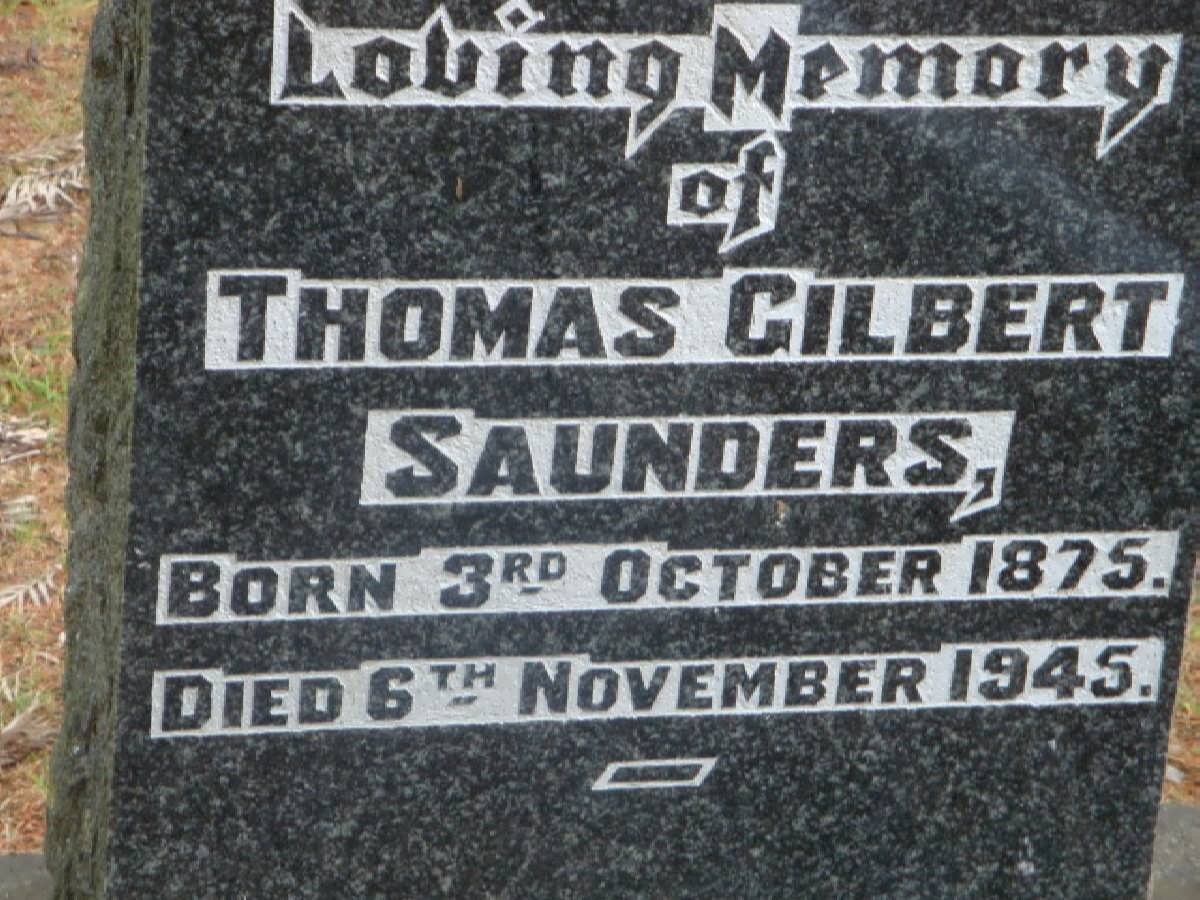 Loving Memory
of
THOMAS GILBERT
SAUNDERS,
BORN 3RD OCTOBER 1875.
DIED 6TH NOVEMBER 1945.